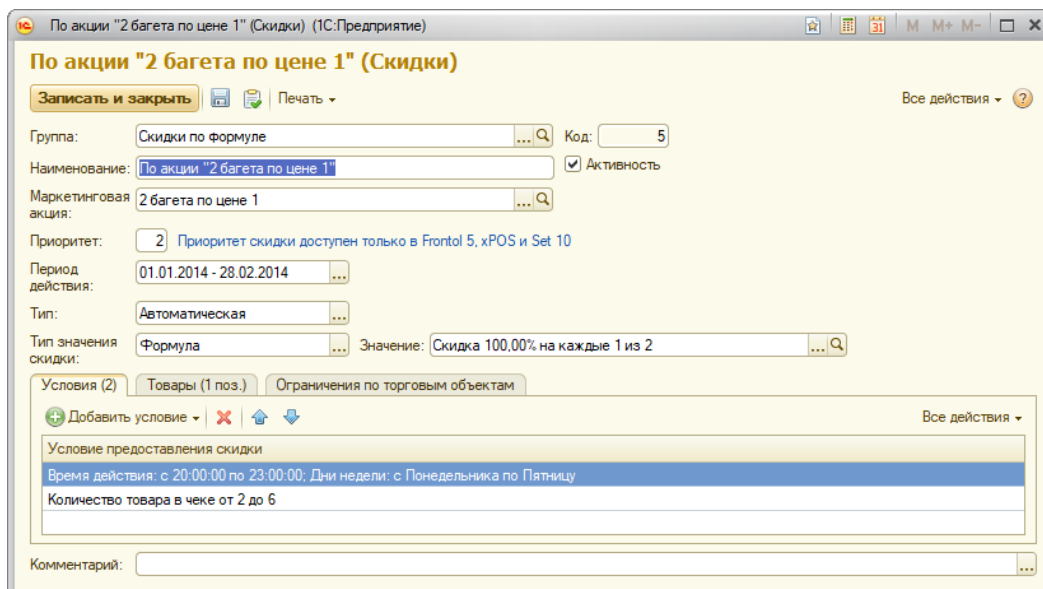 По акции "2 багета по цене 1" (Скидки) (1С:Предприятие) 31 M M+ M-
По акции "2 багета по цене 1" (Скидки)
Записать и закрыть Печать Все действия ?
Группа: Скидки по формуле ... Код: 5
Наименование: По акции "2 багета по цене 1" Активность
Маркетинговая акция: 2 багета по цене 1 ...
Приоритет: 2 Приоритет скидки доступен только в Frontol 5, xPOS и Set 10
Период действия: 01.01.2014 - 28.02.2014 ...
Тип: Автоматическая ...
Тип значения скидки: Формула ... Значение: Скидка 100,00% на каждые 1 из 2 ...
Условия (2) Товары (1 поз.) Ограничения по торговым объектам
Добавить условие Все действия
Условие предоставления скидки
Время действия: с 20:00:00 по 23:00:00; Дни недели: с Понедельника по Пятницу
Количество товара в чеке от 2 до 6
Комментарий: ...